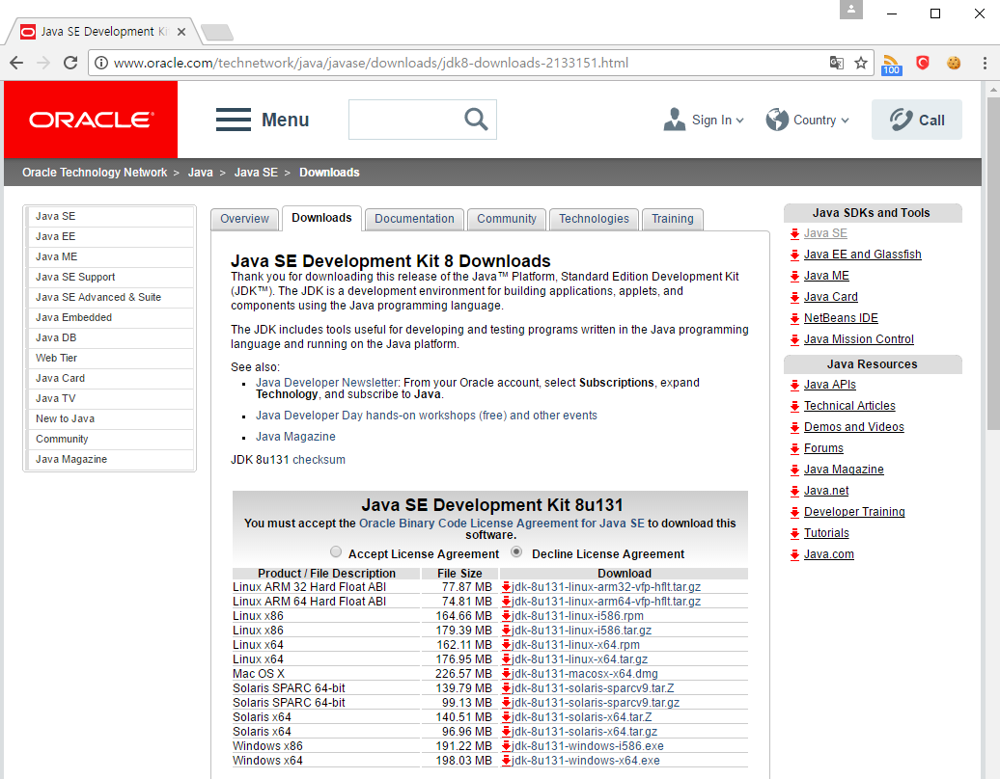 Java SE Development Ki
www.oracle.com/technetwork/java/javase/downloads/jdk8-downloads-2133151.html
100
ORACLE
Menu
Sign In
Country
Call
Oracle Technology Network > Java > Java SE > Downloads
Java SE
Java EE
Java ME
Java SE Support
Java SE Advanced & Suite
Java Embedded
Java DB
Web Tier
Java Card
Java TV
New to Java
Community
Java Magazine
Overview
Downloads
Documentation
Community
Technologies
Training
Java SE Development Kit 8 Downloads
Thank you for downloading this release of the Java™ Platform, Standard Edition Development Kit
(JDK™). The JDK is a development environment for building applications, applets, and
components using the Java programming language.
The JDK includes tools useful for developing and testing programs written in the Java programming
language and running on the Java platform.
See also:
Java Developer Newsletter: From your Oracle account, select Subscriptions, expand
Technology, and subscribe to Java.
Java Developer Day hands-on workshops (free) and other events
Java Magazine
JDK 8u131 checksum
Java SE Development Kit 8u131
You must accept the Oracle Binary Code License Agreement for Java SE to download this
software.
Accept License Agreement Decline License Agreement
Product / File Description File Size Download
Linux ARM 32 Hard Float ABI 77.87 MB jdk-8u131-linux-arm32-vfp-hflt.tar.gz
Linux ARM 64 Hard Float ABI 74.81 MB jdk-8u131-linux-arm64-vfp-hflt.tar.gz
Linux x86 164.66 MB jdk-8u131-linux-i586.rpm
Linux x86 179.39 MB jdk-8u131-linux-i586.tar.gz
Linux x64 162.11 MB jdk-8u131-linux-x64.rpm
Linux x64 176.95 MB jdk-8u131-linux-x64.tar.gz
Mac OS X 226.57 MB jdk-8u131-macosx-x64.dmg
Solaris SPARC 64-bit 139.79 MB jdk-8u131-solaris-sparcv9.tar.Z
Solaris SPARC 64-bit 99.13 MB jdk-8u131-solaris-sparcv9.tar.gz
Solaris x64 140.51 MB jdk-8u131-solaris-x64.tar.Z
Solaris x64 96.96 MB jdk-8u131-solaris-x64.tar.gz
Windows x86 191.22 MB jdk-8u131-windows-i586.exe
Windows x64 198.03 MB jdk-8u131-windows-x64.exe
Java SDKs and Tools
Java SE
Java EE and Glassfish
Java ME
Java Card
NetBeans IDE
Java Mission Control
Java Resources
Java APIs
Technical Articles
Demos and Videos
Forums
Java Magazine
Java.net
Developer Training
Tutorials
Java.com